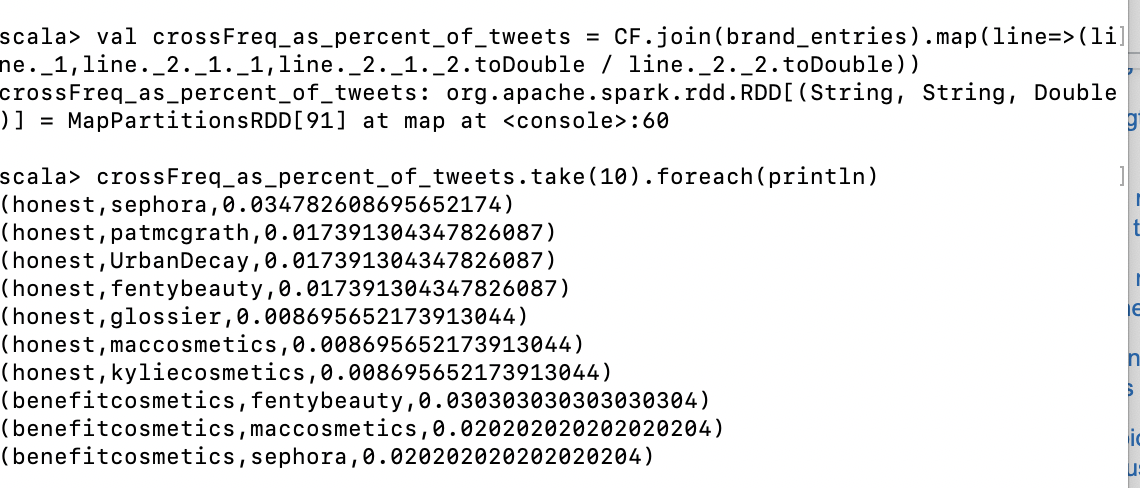 scala> val crossFreq_as_percent_of_tweets = CF.join(brand_entries).map(line=>(li]
ne._1,line._2._1._1,line._2._1._2.toDouble / line._2._2.toDouble))
crossFreq_as_percent_of_tweets: org.apache.spark.rdd.RDD[(String, String, Double
)] = MapPartitionsRDD[91] at map at <console>:60
scala> crossFreq_as_percent_of_tweets.take(10).foreach(println) ]
(honest,sephora,0.034782608695652174)
(honest,patmcgrath,0.017391304347826087)
(honest,UrbanDecay,0.017391304347826087)
(honest,fentybeauty,0.017391304347826087)
(honest,glossier,0.008695652173913044)
(honest,maccosmetics,0.008695652173913044)
(honest,kyliecosmetics,0.008695652173913044)
(benefitcosmetics,fentybeauty,0.030303030303030304)
(benefitcosmetics,maccosmetics,0.020202020202020204)
(benefitcosmetics,sephora,0.020202020202020204)